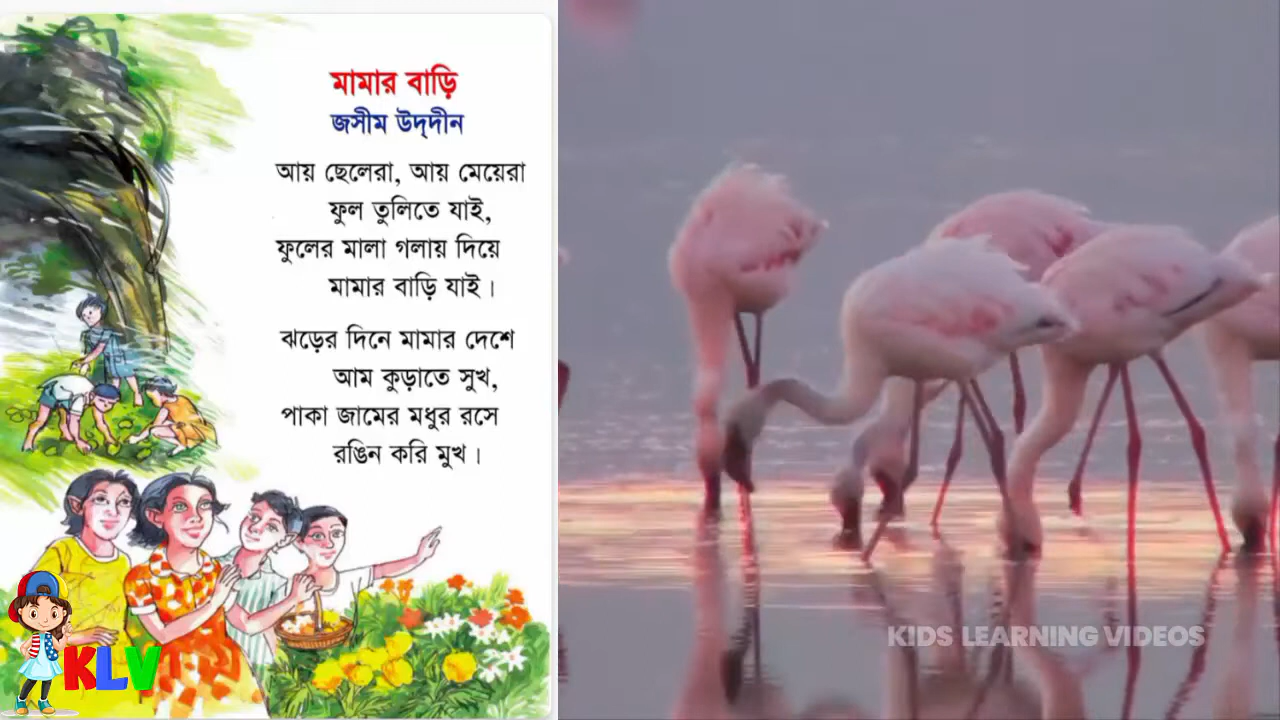 মামার বাড়ি
জসীম উদ্‌দীন
আয় ছেলেরা, আয় মেয়েরা
ফুল তুলিতে যাই,
ফুলের মালা গলায় দিয়ে
মামার বাড়ি যাই।
ঝড়ের দিনে মামার দেশে
আম কুড়াতে সুখ,
পাকা জামের মধুর রসে
রঙিন করি মুখ।
KLV
KIDS LEARNING VIDEOS